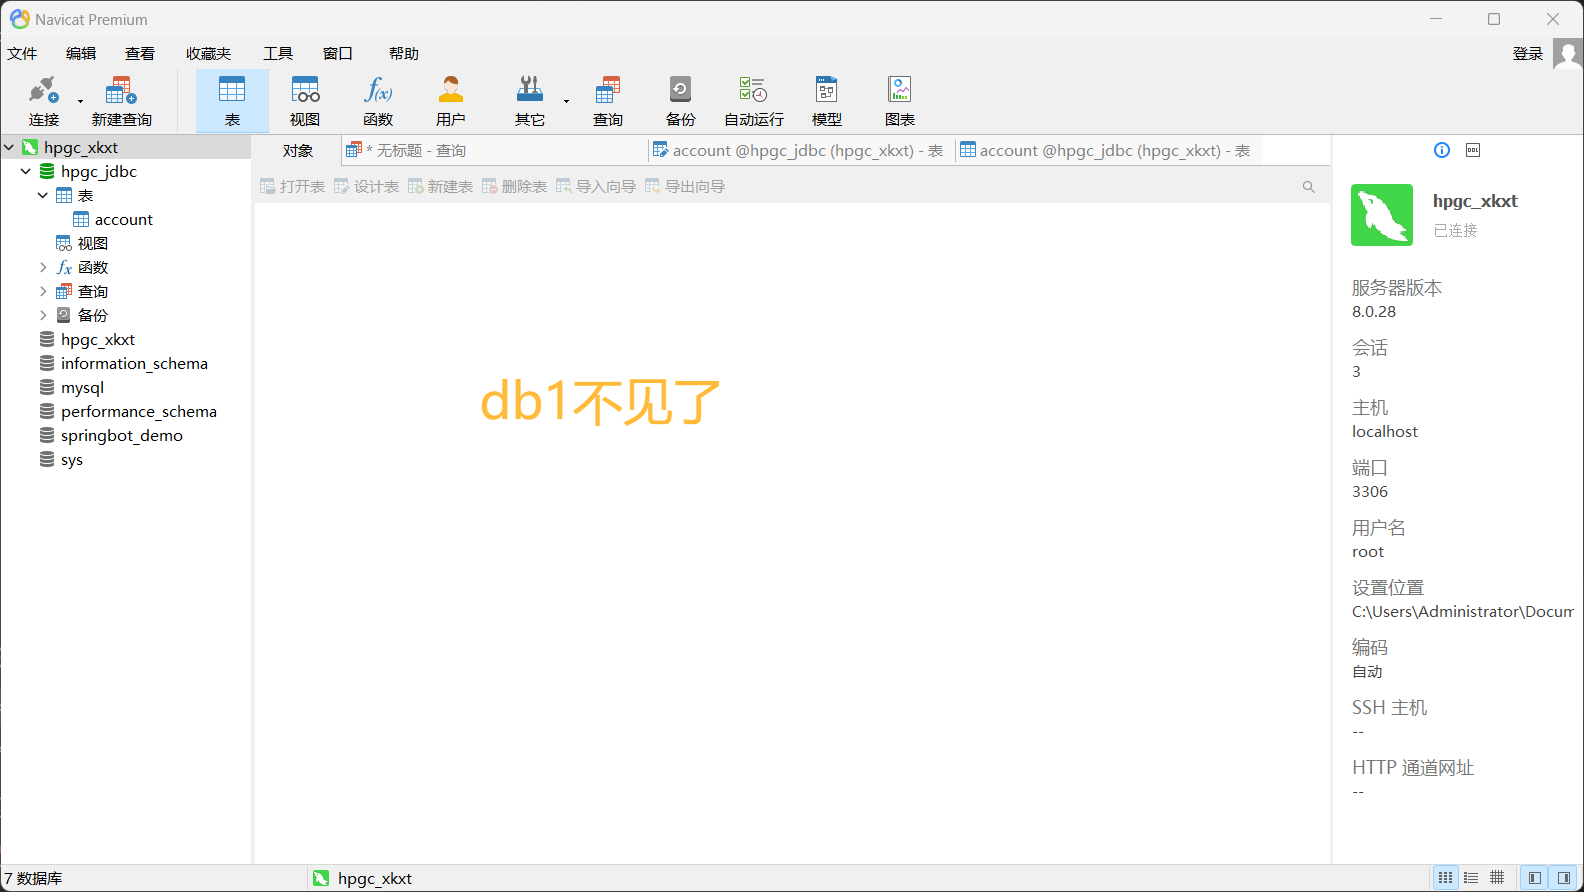 Navicat Premium
文件 编辑 查看 收藏夹 工具 窗口 帮助 登录
连接 新建查询 表 视图 函数 用户 其它 查询 备份 自动运行 模型 图表
hpgc_xkxt
hpgc_jdbc
表
account
视图
函数
查询
备份
hpgc_xkxt
information_schema
mysql
performance_schema
springbot_demo
sys
对象 * 无标题 - 查询 account @hpgc_jdbc (hpgc_xkxt) - 表 account @hpgc_jdbc (hpgc_xkxt) - 表
打开表 设计表 新建表 删除表 导入向导 导出向导
db1不见了
hpgc_xkxt
已连接
服务器版本
8.0.28
会话
3
主机
localhost
端口
3306
用户名
root
设置位置
C:\Users\Administrator\Docum
编码
自动
SSH 主机
--
HTTP 通道网址
--
7 数据库 hpgc_xkxt